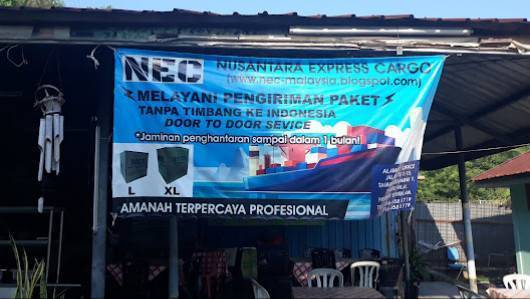 NEC NUSANTARA EXPRESS CARGO
(www.nec-malaysia.blogspot.com)
MELAYANI PENGIRIMAN PAKET
TANPA TIMBANG KE INDONESIA
DOOR TO DOOR SEVICE
*Jaminan penghantaran sampai dalam 1 bulan!
L XL
AMANAH TERPERCAYA PROFESIONAL